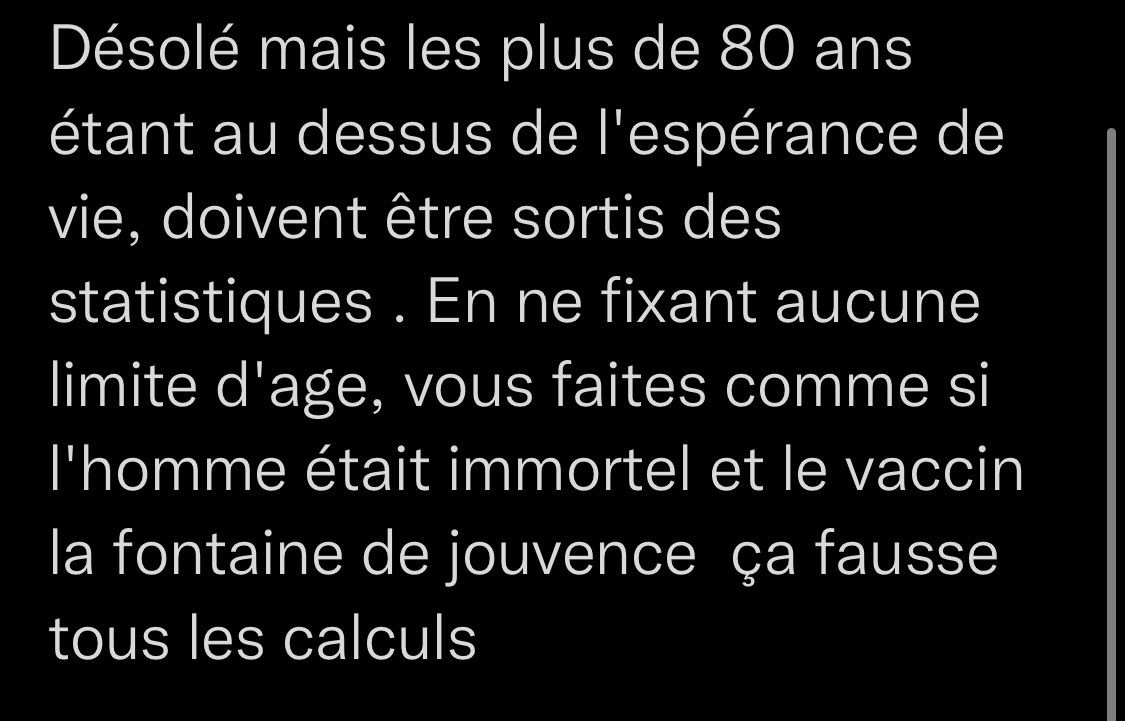 Désolé mais les plus de 80 ans
étant au dessus de l'espérance de
vie, doivent être sortis des
statistiques . En ne fixant aucune
limite d'age, vous faites comme si
l'homme était immortel et le vaccin
la fontaine de jouvence  ça fausse
tous les calculs